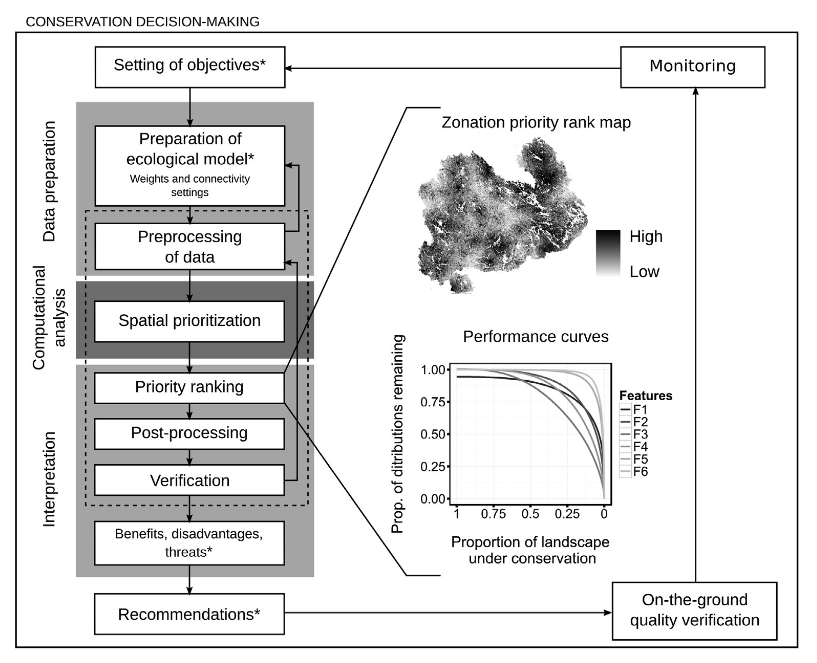 CONSERVATION DECISION-MAKING
Setting of objectives*
Monitoring
Data preparation
Preparation of
ecological model*
Weights and connectivity
settings
Preprocessing
of data
Computational
analysis
Spatial prioritization
Interpretation
Priority ranking
Post-processing
Verification
Benefits, disadvantages,
threats*
Recommendations*
Zonation priority rank map
High
Low
Performance curves
Prop. of ditributions remaining
1.00
0.75
0.50
0.25
0.00
1 0.75 0.5 0.25 0
Proportion of landscape
under conservation
Features
F1
F2
F3
F4
F5
F6
On-the-ground
quality verification